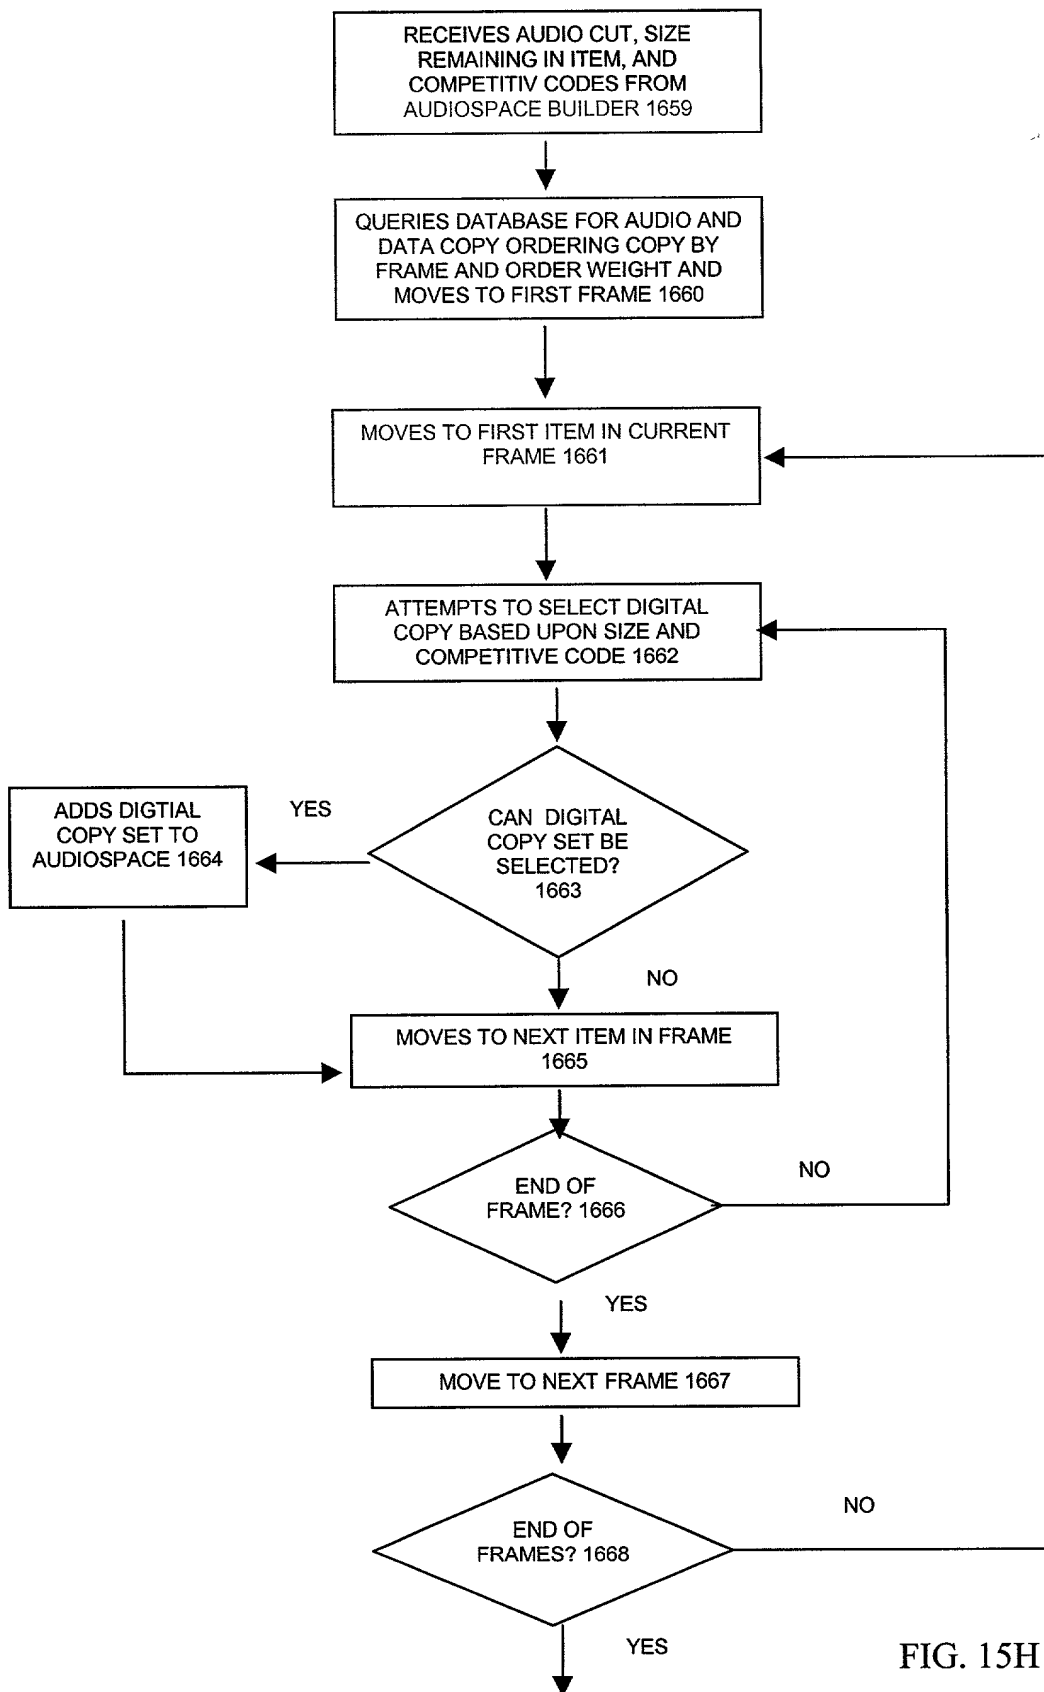 RECEIVES AUDIO CUT, SIZE
REMAINING IN ITEM, AND
COMPETITIV CODES FROM
AUDIOSPACE BUILDER 1659
QUERIES DATABASE FOR AUDIO AND
DATA COPY ORDERING COPY BY
FRAME AND ORDER WEIGHT AND
MOVES TO FIRST FRAME 1660
MOVES TO FIRST ITEM IN CURRENT
FRAME 1661
ATTEMPTS TO SELECT DIGITAL
COPY BASED UPON SIZE AND
COMPETITIVE CODE 1662
CAN DIGITAL
COPY SET BE
SELECTED?
1663
YES
ADDS DIGTIAL
COPY SET TO
AUDIOSPACE 1664
NO
MOVES TO NEXT ITEM IN FRAME
1665
END OF
FRAME? 1666
NO
YES
MOVE TO NEXT FRAME 1667
END OF
FRAMES? 1668
NO
YES
FIG. 15H